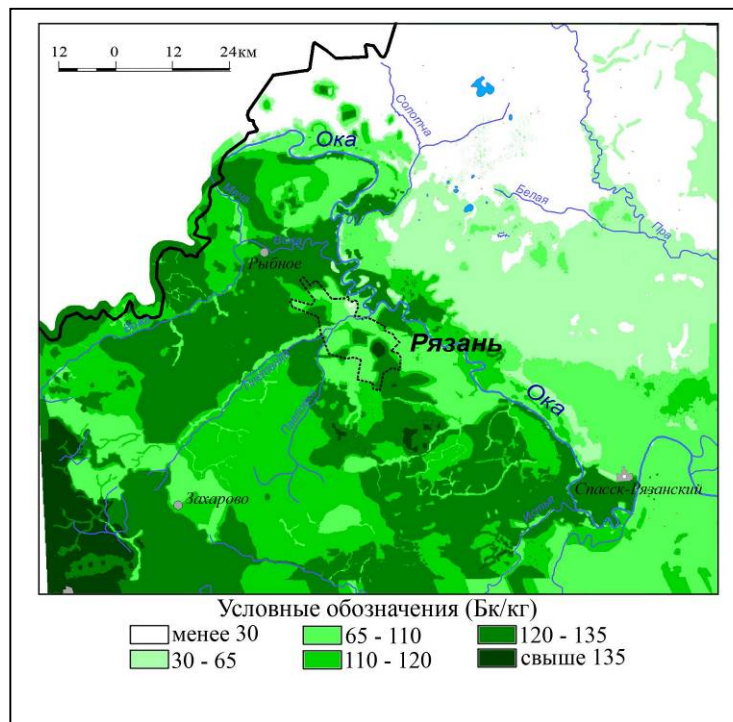 12 0 12 24км
Солотча
Ока
Белая
Пра
Рыбное
Рязань
Ока
Спасск-Рязанский
Захарово
Условные обозначения (Бк/кг)
менее 30
65 - 110
120 - 135
30 - 65
110 - 120
свыше 135